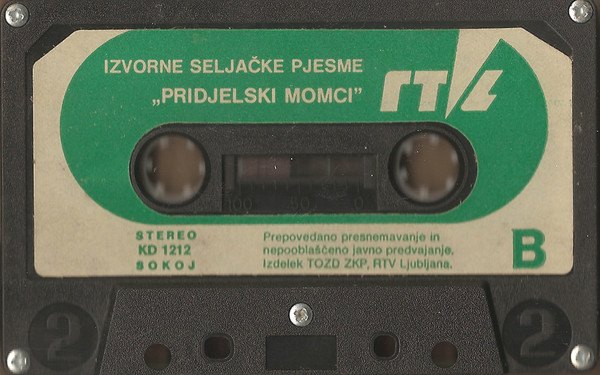 IZVORNE SELJAČKE PJESME
„PRIDJELSKI MOMCI”
RTVL
100 50 0
STEREO
KD 1212
SOKOJ
Prepovedano presnemavanje in
nepooblaščeno javno predvajanje.
Izdelek TOZD ZKP, RTV Ljubljana.
B
2
2